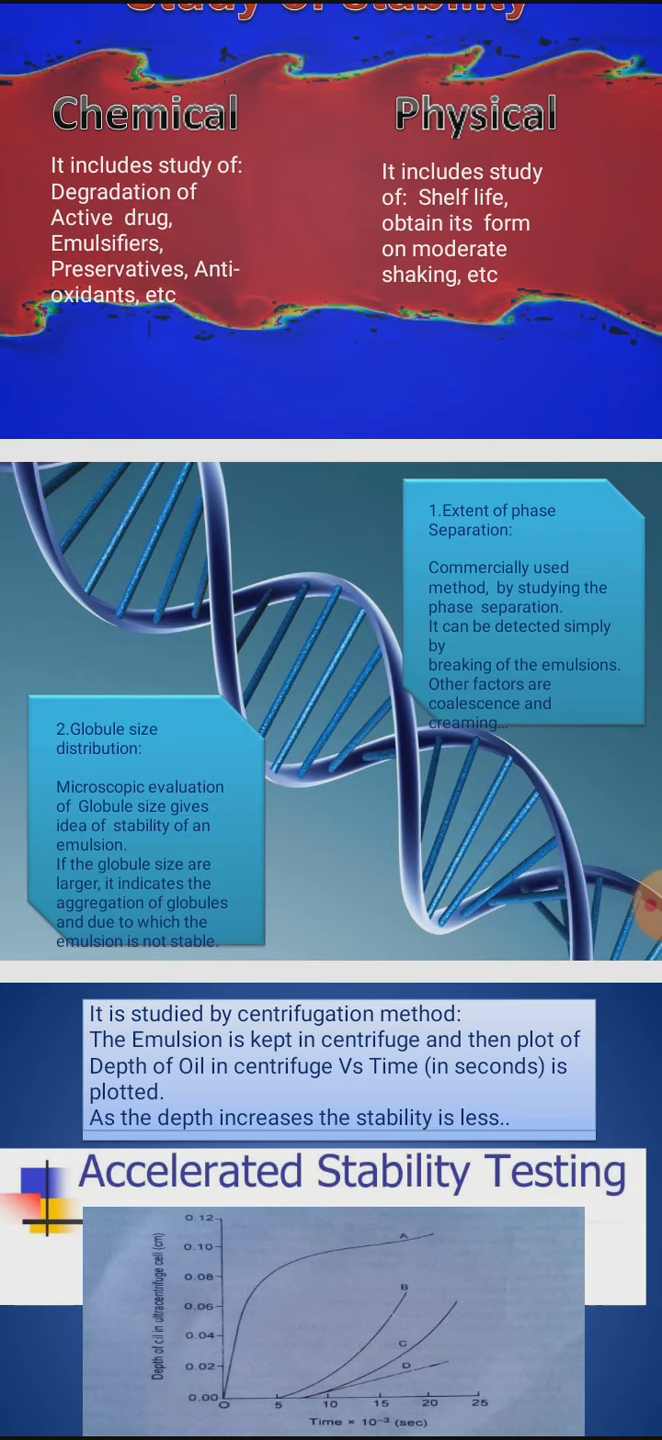 Study of Stability
Chemical
It includes study of:
Degradation of
Active drug,
Emulsifiers,
Preservatives, Anti-
oxidants, etc
Physical
It includes study
of: Shelf life,
obtain its form
on moderate
shaking, etc
1.Extent of phase
Separation:
Commercially used
method, by studying the
phase separation.
It can be detected simply
by
breaking of the emulsions.
Other factors are
coalescence and
creaming...
2.Globule size
distribution:
Microscopic evaluation
of Globule size gives
idea of stability of an
emulsion.
If the globule size are
larger, it indicates the
aggregation of globules
and due to which the
emulsion is not stable.
It is studied by centrifugation method:
The Emulsion is kept in centrifuge and then plot of
Depth of Oil in centrifuge Vs Time (in seconds) is
plotted.
As the depth increases the stability is less..
Accelerated Stability Testing
Depth of oil in ultracentrifuge cell (cm)
0.12
0.10
0.08
0.06
0.04
0.02
0.00
A
B
C
D
0 5 10 15 20 25
Time × 10⁻³ (sec)